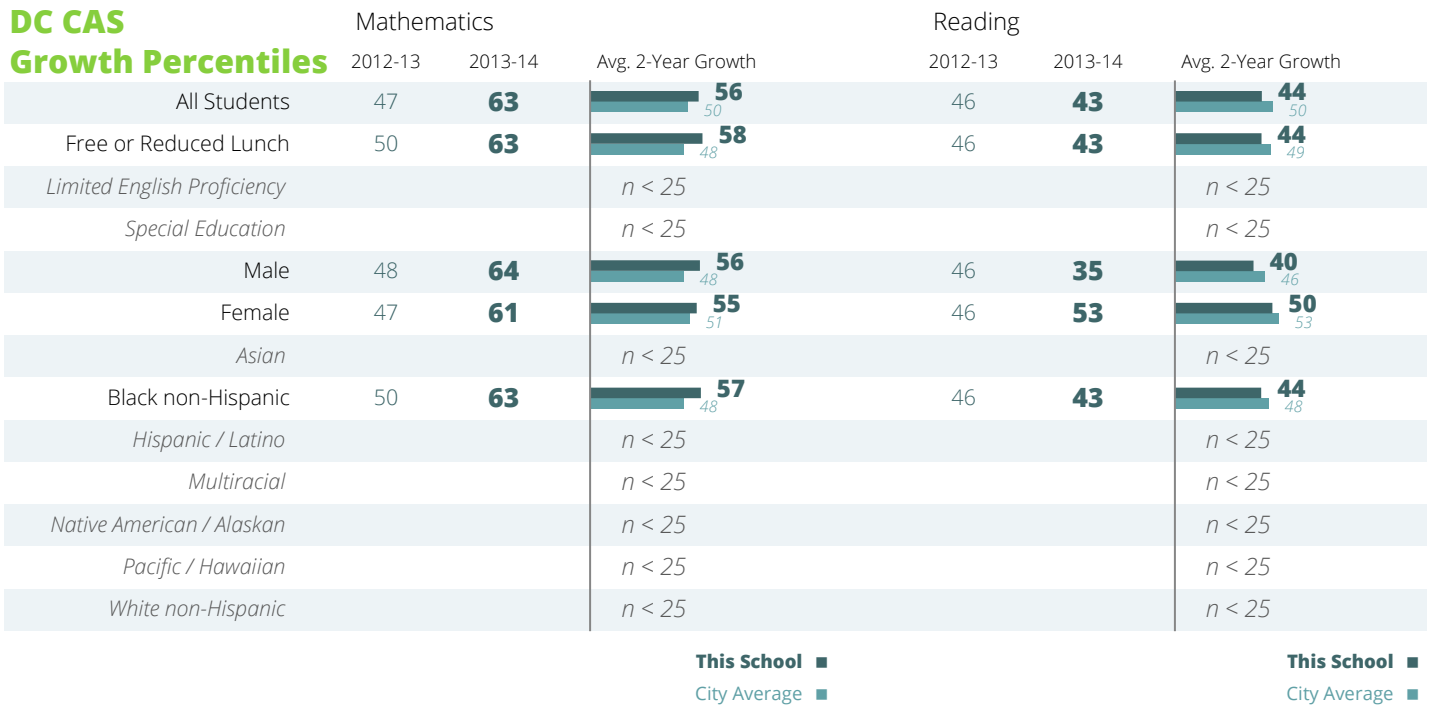 DC CAS Mathematics Reading
Growth Percentiles 2012-13 2013-14 Avg. 2-Year Growth 2012-13 2013-14 Avg. 2-Year Growth
All Students 47 63 56 50 46 43 44 50
Free or Reduced Lunch 50 63 58 48 46 43 44 49
Limited English Proficiency n < 25 n < 25
Special Education n < 25 n < 25
Male 48 64 56 48 46 35 40 46
Female 47 61 55 51 46 53 50 53
Asian n < 25 n < 25
Black non-Hispanic 50 63 57 48 46 43 44 48
Hispanic / Latino n < 25 n < 25
Multiracial n < 25 n < 25
Native American / Alaskan n < 25 n < 25
Pacific / Hawaiian n < 25 n < 25
White non-Hispanic n < 25 n < 25
This School This School
City Average City Average